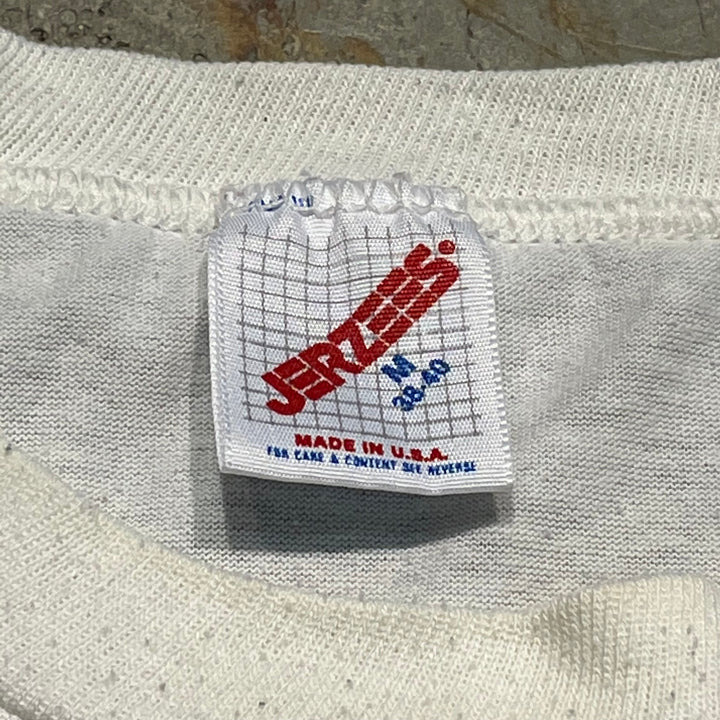 JERZEES
M
38-40
MADE IN U.S.A.
FOR CARE & CONTENT SEE REVERSE